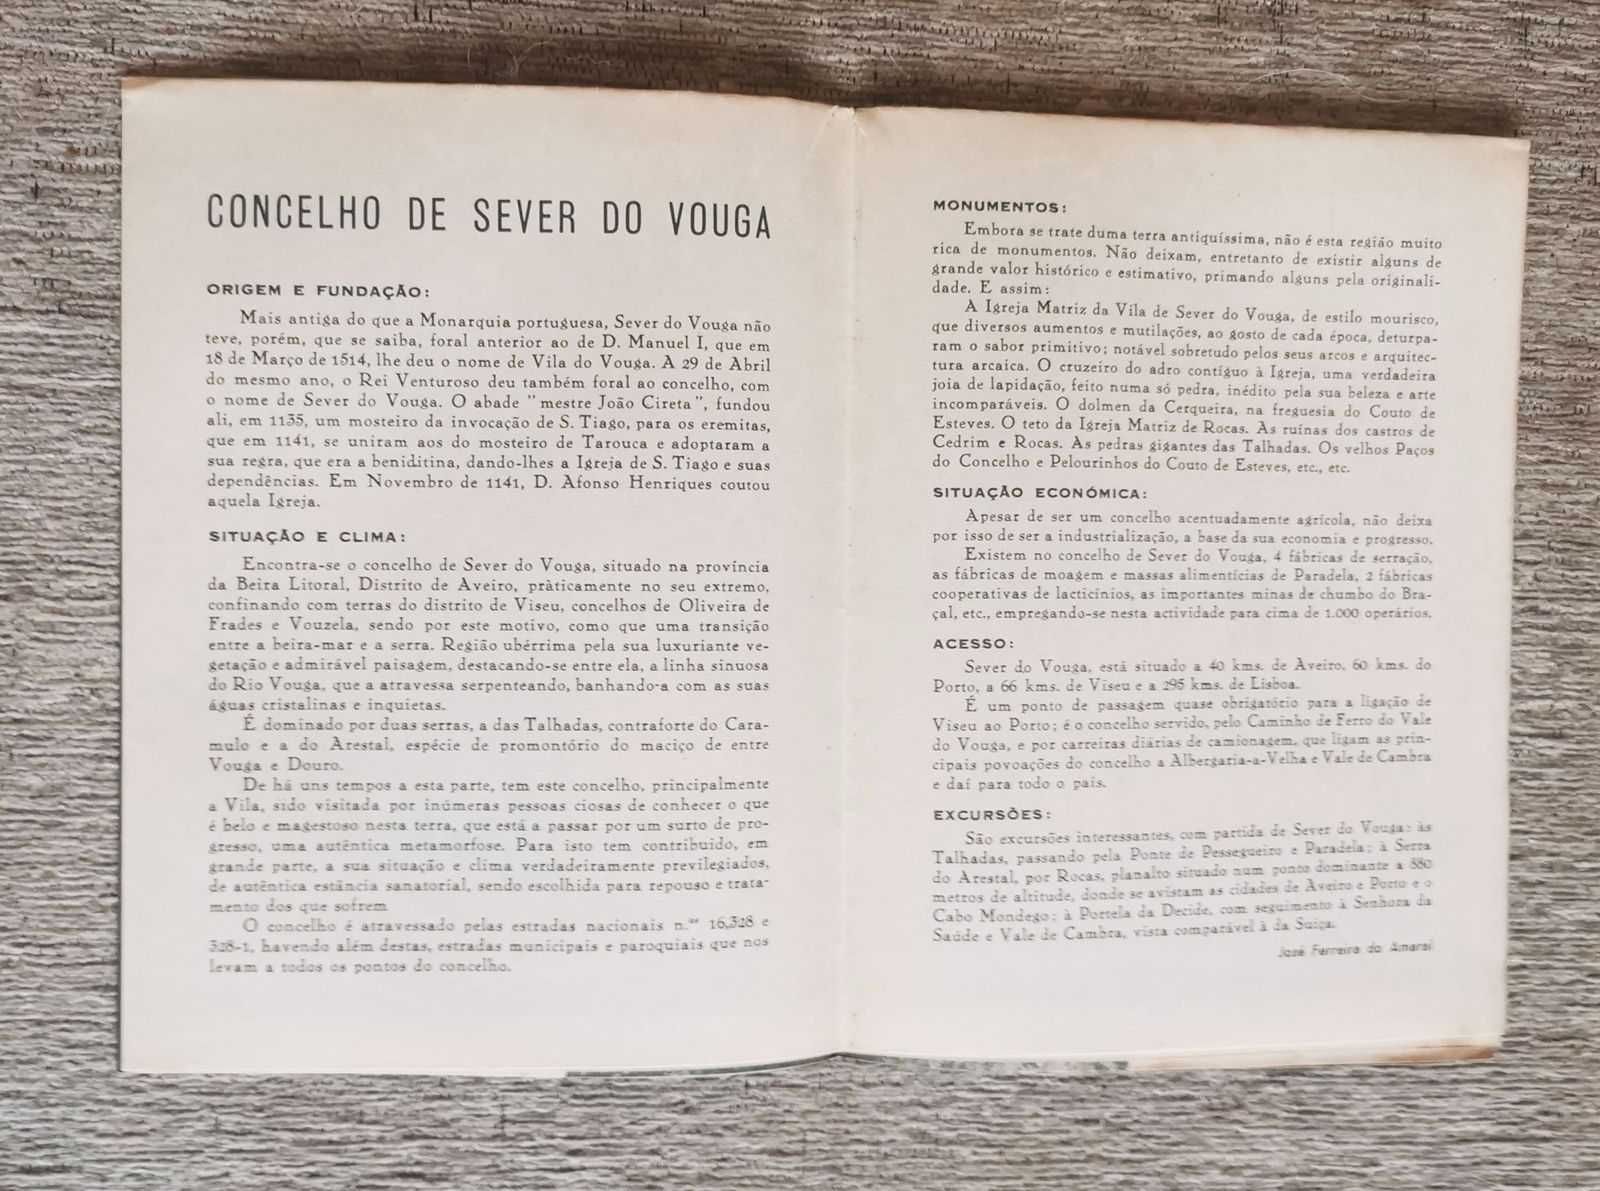 CONCELHO DE SEVER DO VOUGA
ORIGEM E FUNDAÇÃO:
Mais antiga do que a Monarquia portuguesa, Sever do Vouga não
teve, porém, que se saiba, foral anterior ao de D. Manuel I, que em
18 de Março de 1514, lhe deu o nome de Vila do Vouga. A 29 de Abril
do mesmo ano, o Rei Venturoso deu também foral ao concelho, com
o nome de Sever do Vouga. O abade "mestre João Cireta", fundou
ali, em 1135, um mosteiro da invocação de S. Tiago, para os eremitas,
que em 1141, se uniram aos do mosteiro de Tarouca e adoptaram a
sua regra, que era a beniditina, dando-lhes a Igreja de S. Tiago e suas
dependências. Em Novembro de 1141, D. Afonso Henriques coutou
aquela Igreja.
SITUAÇÃO E CLIMA:
Encontra-se o concelho de Sever do Vouga, situado na província
da Beira Litoral, Distrito de Aveiro, pràticamente no seu extremo,
confinando com terras do distrito de Viseu, concelhos de Oliveira de
Frades e Vouzela, sendo por este motivo, como que uma transição
entre a beira-mar e a serra. Região ubérrima pela sua luxuriante ve-
getação e admirável paisagem, destacando-se entre ela, a linha sinuosa
do Rio Vouga, que a atravessa serpenteando, banhando-a com as suas
águas cristalinas e inquietas.
É dominado por duas serras, a das Talhadas, contraforte do Cara-
mulo e a do Arestal, espécie de promontório do maciço de entre
Vouga e Douro.
De há uns tempos a esta parte, tem este concelho, principalmente
a Vila, sido visitada por inúmeras pessoas ciosas de conhecer o que
é belo e magestoso nesta terra, que está a passar por um surto de pro-
gresso, uma autêntica metamorfose. Para isto tem contribuido, em
grande parte, a sua situação e clima verdadeiramente previlegiados,
de autêntica estância sanatorial, sendo escolhida para repouso e trata-
mento dos que sofrem
O concelho é atravessado pelas estradas nacionais n.os 16,328 e
328-1, havendo além destas, estradas municipais e paroquiais que nos
levam a todos os pontos do concelho.
MONUMENTOS:
Embora se trate duma terra antiquíssima, não é esta região muito
rica de monumentos. Não deixam, entretanto de existir alguns de
grande valor histórico e estimativo, primando alguns pela originali-
dade. E assim:
A Igreja Matriz da Vila de Sever do Vouga, de estilo mourisco,
que diversos aumentos e mutilações, ao gosto de cada época, deturpa-
ram o sabor primitivo; notável sobretudo pelos seus arcos e arquitec-
tura arcaica. O cruzeiro do adro contíguo à Igreja, uma verdadeira
joia de lapidação, feito numa só pedra, inédito pela sua beleza e arte
incomparáveis. O dolmen da Cerqueira, na freguesia do Couto de
Esteves. O teto da Igreja Matriz de Rocas. As ruínas dos castros de
Cedrim e Rocas. As pedras gigantes das Talhadas. Os velhos Paços
do Concelho e Pelourinhos do Couto de Esteves, etc., etc.
SITUAÇÃO ECONÓMICA:
Apesar de ser um concelho acentuadamente agrícola, não deixa
por isso de ser a industrialização, a base da sua economia e progresso.
Existem no concelho de Sever do Vouga, 4 fábricas de serração,
as fábricas de moagem e massas alimentícias de Paradela, 2 fábricas
cooperativas de lacticínios, as importantes minas de chumbo do Bra-
çal, etc., empregando-se nesta actividade para cima de 1.000 operários.
ACESSO:
Sever do Vouga, está situado a 40 kms. de Aveiro, 60 kms. do
Porto, a 66 kms. de Viseu e a 295 kms. de Lisboa.
É um ponto de passagem quase obrigatório para a ligação de
Viseu ao Porto; é o concelho servido, pelo Caminho de Ferro do Vale
do Vouga, e por carreiras diárias de camionagem, que ligam as prin-
cipais povoações do concelho a Albergaria-a-Velha e Vale de Cambra
e daí para todo o país.
EXCURSÕES:
São excursões interessantes, com partida de Sever do Vouga: às
Talhadas, passando pela Ponte de Pessegueiro e Paradela; à Serra
do Arestal, por Rocas, planalto situado num ponto dominante a 880
metros de altitude, donde se avistam as cidades de Aveiro e Porto e o
Cabo Mondego; à Portela da Decide, com seguimento à Senhora da
Saúde e Vale de Cambra, vista comparável à da Suíça.
José Ferreira do Amaral